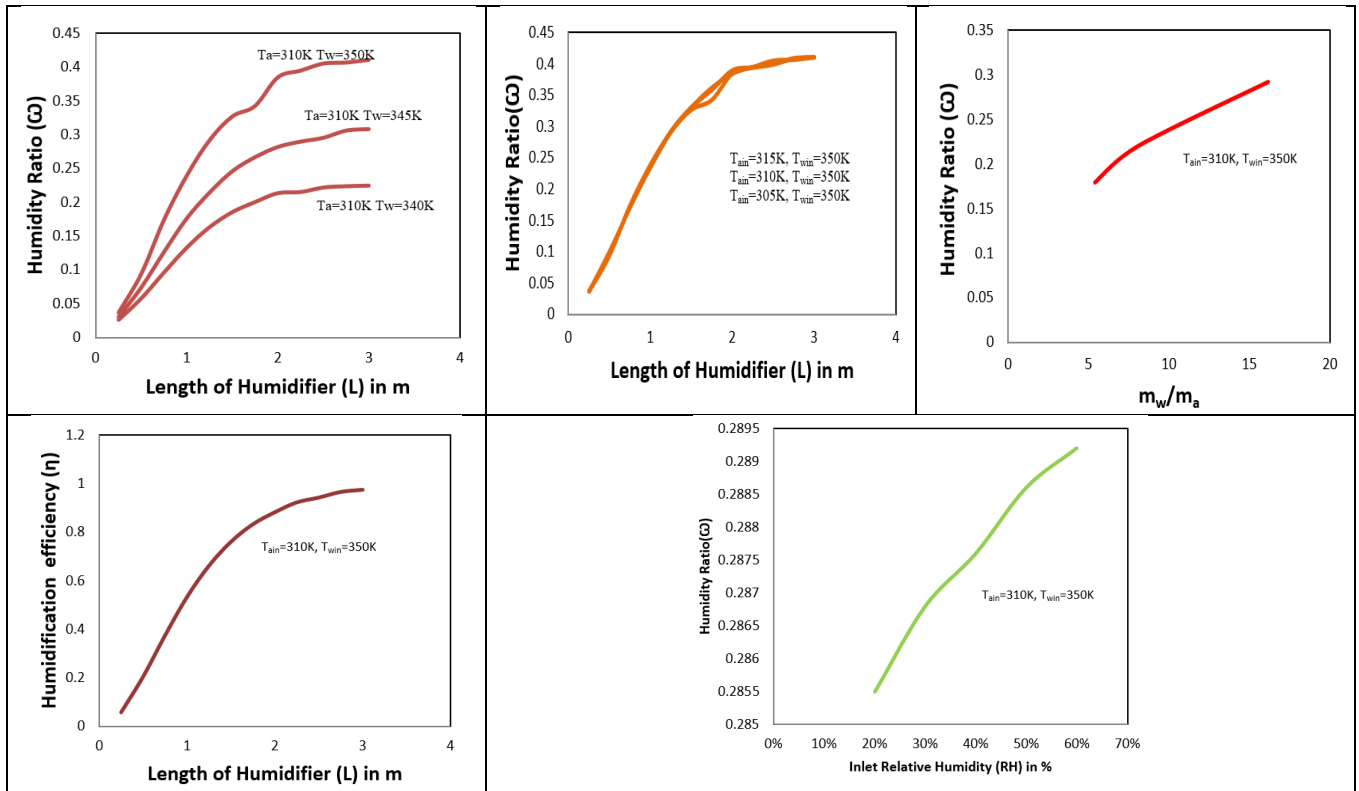 0.45
0.4
0.35
0.3
0.25
0.2
0.15
0.1
0.05
0
0 1 2 3 4
Humidity Ratio (Ѡ)
Length of Humidifier (L) in m
Ta=310K Tw=350K
Ta=310K Tw=345K
Ta=310K Tw=340K
0.45
0.4
0.35
0.3
0.25
0.2
0.15
0.1
0.05
0
0 1 2 3 4
Humidity Ratio(Ѡ)
Length of Humidifier (L) in m
Tain=315K, Twin=350K
Tain=310K, Twin=350K
Tain=305K, Twin=350K
0.35
0.3
0.25
0.2
0.15
0.1
0.05
0
0 5 10 15 20
Humidity Ratio (Ѡ)
mw/ma
Tain=310K, Twin=350K
1.2
1
0.8
0.6
0.4
0.2
0
0 1 2 3 4
Humidification efficiency (η)
Length of Humidifier (L) in m
Tain=310K, Twin=350K
0.2895
0.289
0.2885
0.288
0.2875
0.287
0.2865
0.286
0.2855
0.285
0% 10% 20% 30% 40% 50% 60% 70%
Humidity Ratio(Ѡ)
Inlet Relative Humidity (RH) in %
Tain=310K, Twin=350K